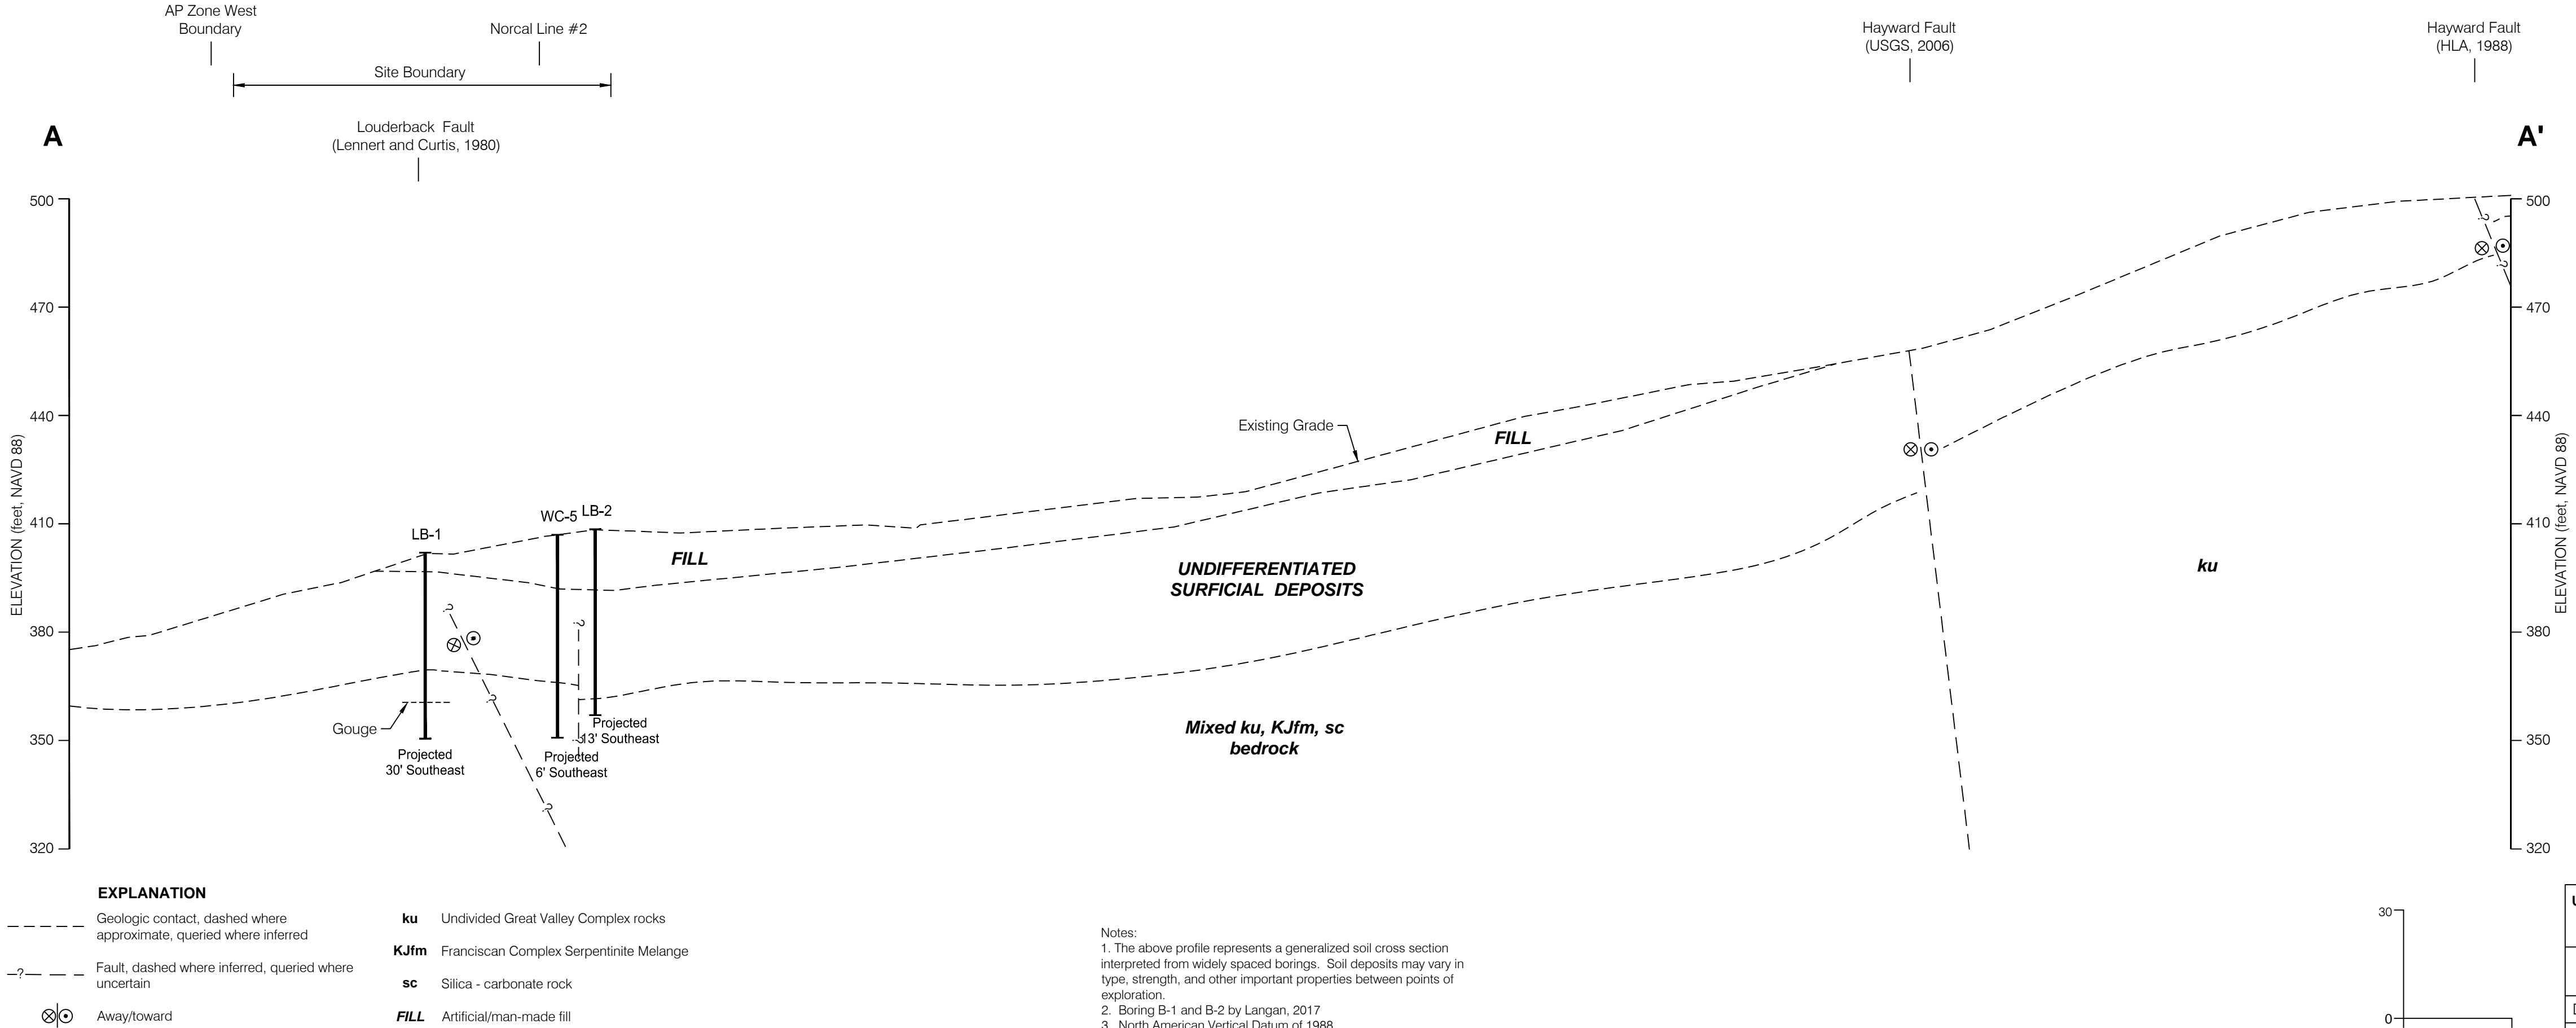 AP Zone West
Boundary
Norcal Line #2
Hayward Fault
(USGS, 2006)
Hayward Fault
(HLA, 1988)
Site Boundary
A
Louderback Fault
(Lennert and Curtis, 1980)
A'
500
470
440
410
380
350
320
ELEVATION (feet, NAVD 88)
500
470
440
410
380
350
320
ELEVATION (feet, NAVD 88)
?
?
Existing Grade
FILL
LB-1
WC-5
LB-2
FILL
UNDIFFERENTIATED
SURFICIAL DEPOSITS
ku
?
?
?
?
?
Gouge
Projected
30' Southeast
Projected
6' Southeast
Projected
13' Southeast
Mixed ku, KJfm, sc
bedrock
EXPLANATION
Geologic contact, dashed where
approximate, queried where inferred
?
Fault, dashed where inferred, queried where
uncertain
Away/toward
ku Undivided Great Valley Complex rocks
KJfm Franciscan Complex Serpentinite Melange
sc Silica - carbonate rock
FILL Artificial/man-made fill
Notes:
1. The above profile represents a generalized soil cross section
interpreted from widely spaced borings. Soil deposits may vary in
type, strength, and other important properties between points of
exploration.
2. Boring B-1 and B-2 by Langan, 2017
3. North American Vertical Datum of 1988
30
0